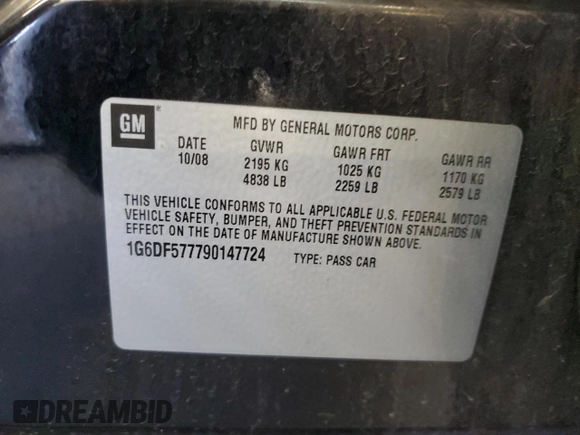 GM
MFD BY GENERAL MOTORS CORP.
DATE GVWR GAWR FRT GAWR RR
10/08 2195 KG 1025 KG 1170 KG
4838 LB 2259 LB 2579 LB
THIS VEHICLE CONFORMS TO ALL APPLICABLE U.S. FEDERAL MOTOR
VEHICLE SAFETY, BUMPER, AND THEFT PREVENTION STANDARDS IN
EFFECT ON THE DATE OF MANUFACTURE SHOWN ABOVE.
1G6DF577790147724 TYPE: PASS CAR
DREAMBID